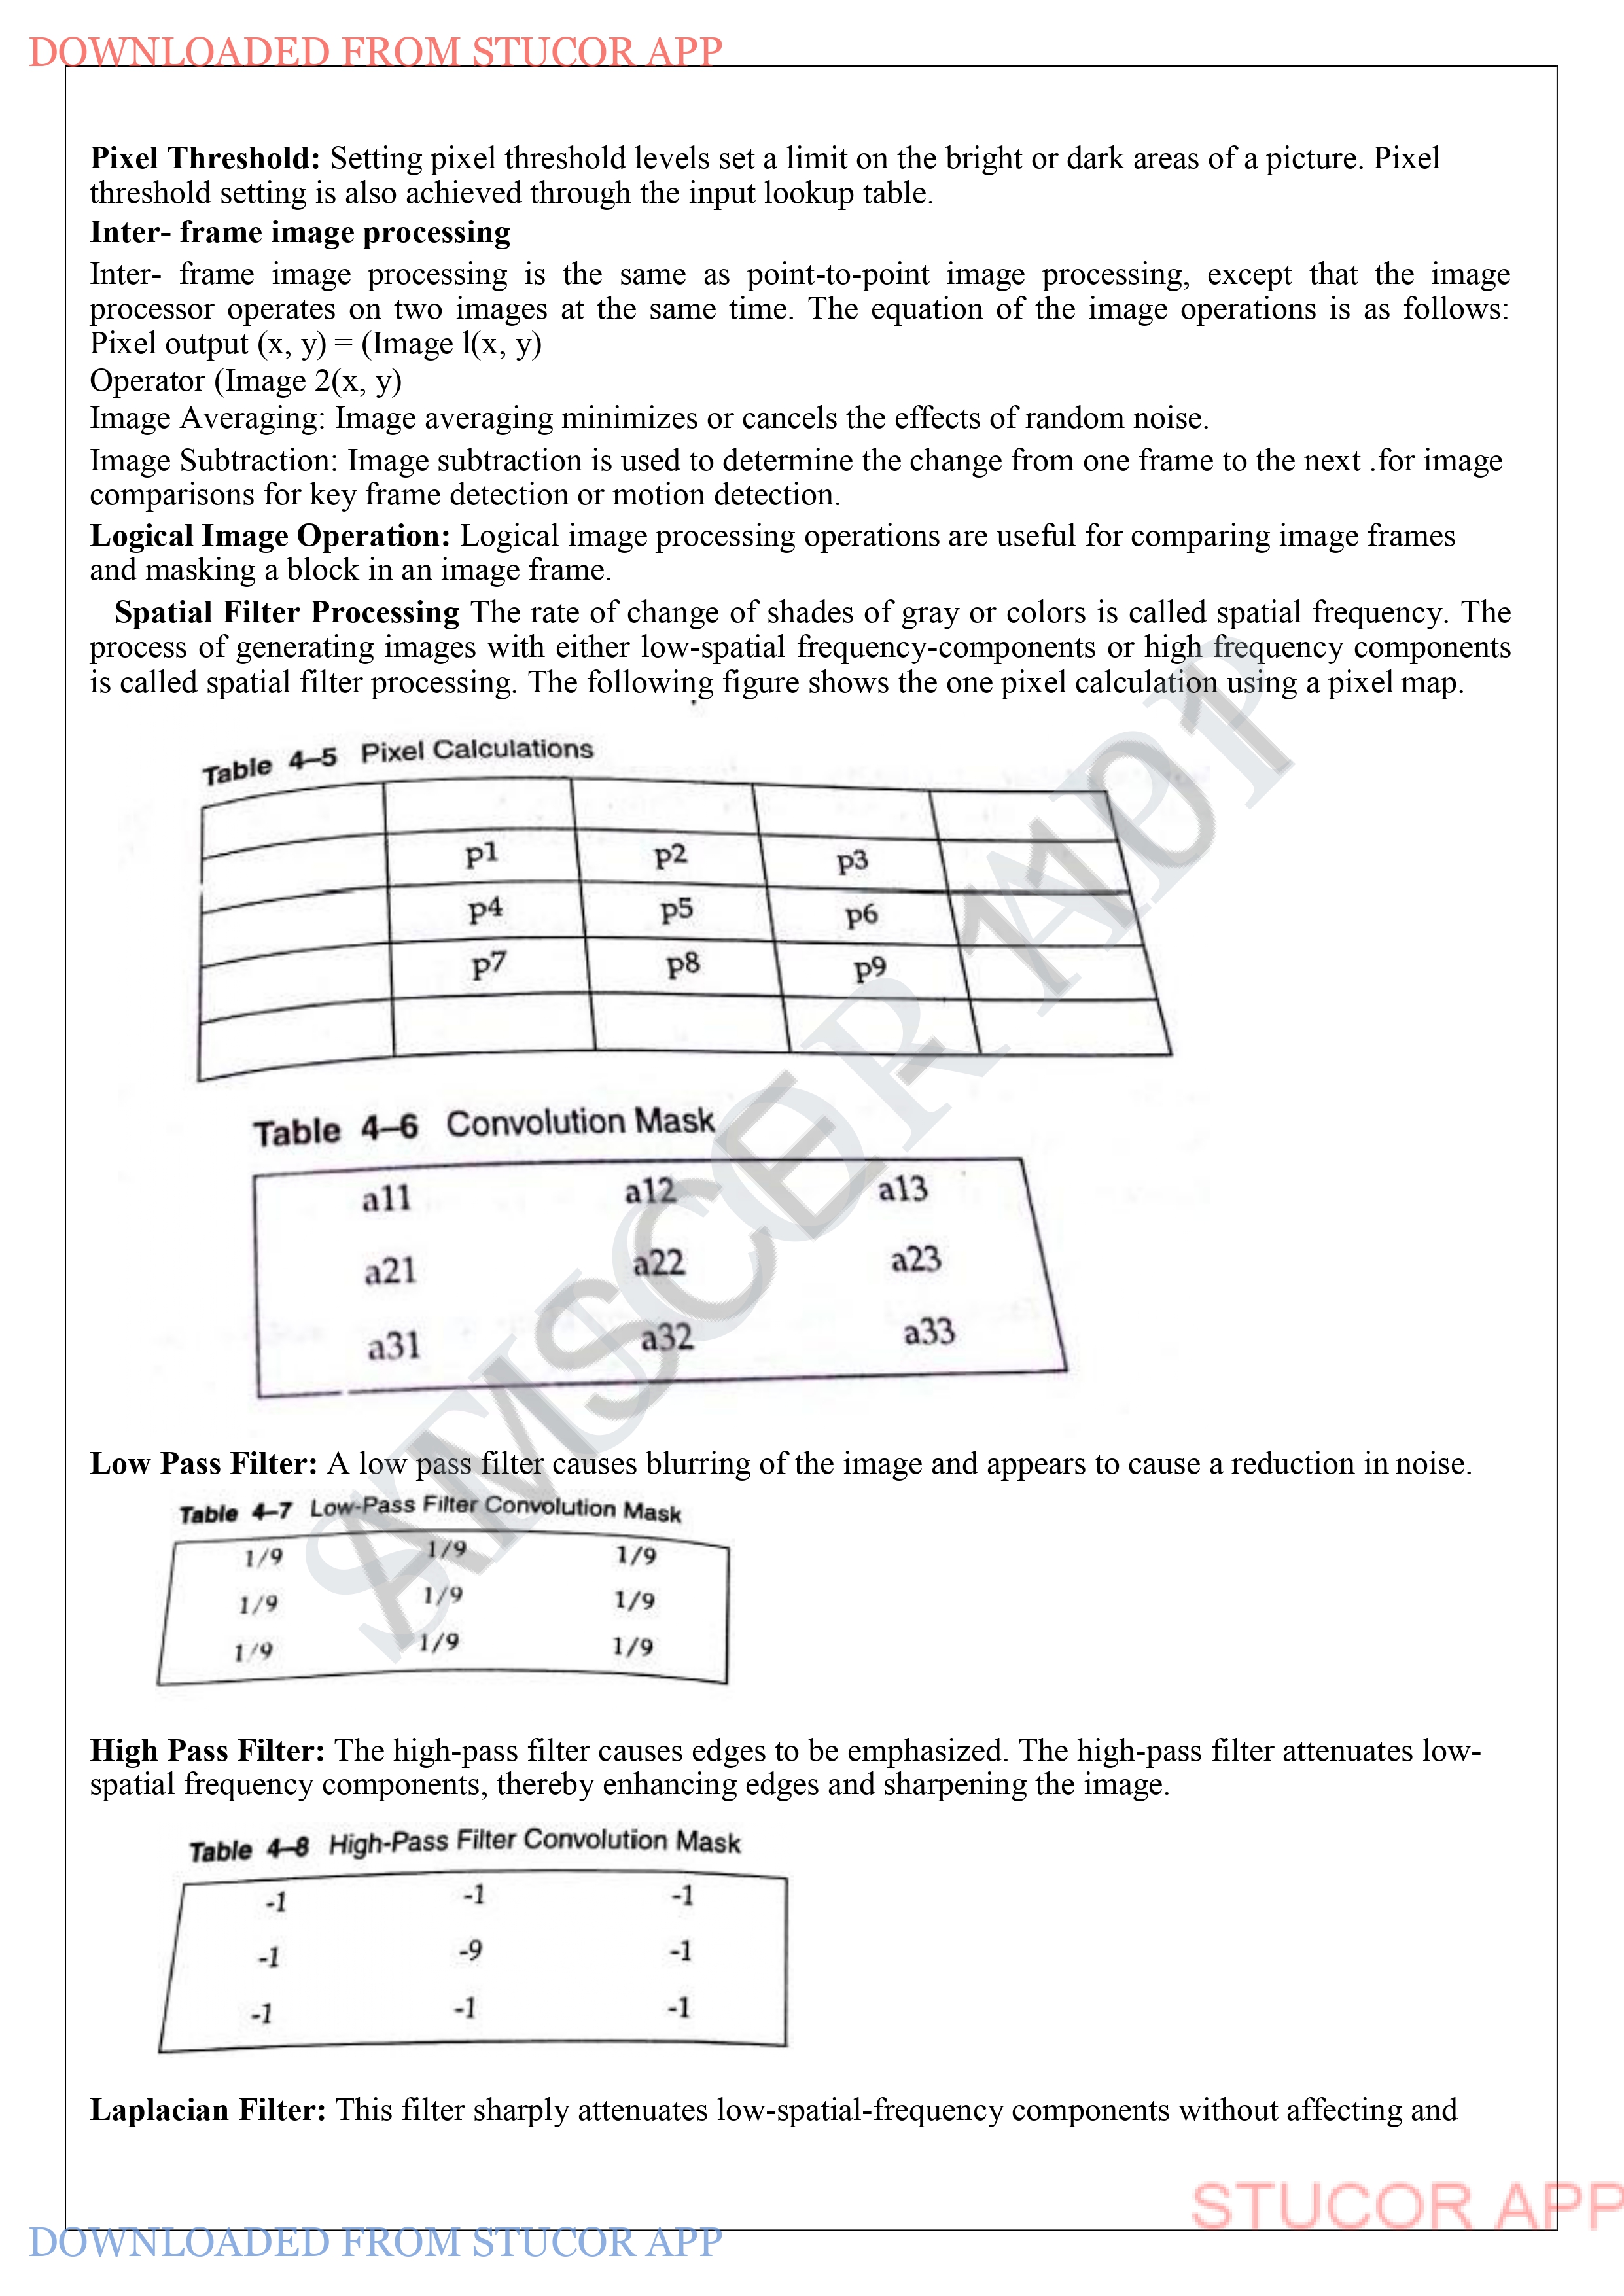 DOWNLOADED FROM STUCOR APP
Pixel Threshold: Setting pixel threshold levels set a limit on the bright or dark areas of a picture. Pixel
threshold setting is also achieved through the input lookup table.
Inter- frame image processing
Inter- frame image processing is the same as point-to-point image processing, except that the image
processor operates on two images at the same time. The equation of the image operations is as follows:
Pixel output (x, y) = (Image l(x, y)
Operator (Image 2(x, y)
Image Averaging: Image averaging minimizes or cancels the effects of random noise.
Image Subtraction: Image subtraction is used to determine the change from one frame to the next .for image
comparisons for key frame detection or motion detection.
Logical Image Operation: Logical image processing operations are useful for comparing image frames
and masking a block in an image frame.
Spatial Filter Processing The rate of change of shades of gray or colors is called spatial frequency. The
process of generating images with either low-spatial frequency-components or high frequency components
is called spatial filter processing. The following figure shows the one pixel calculation using a pixel map.
Table 4–5 Pixel Calculations
p1 p2 p3
p4 p5 p6
p7 p8 p9
Table 4–6 Convolution Mask
a11 a12 a13
a21 a22 a23
a31 a32 a33
STUCOR APP
AMSCE - 1101
Low Pass Filter: A low pass filter causes blurring of the image and appears to cause a reduction in noise.
Table 4–7 Low-Pass Filter Convolution Mask
1/9 1/9 1/9
1/9 1/9 1/9
1/9 1/9 1/9
High Pass Filter: The high-pass filter causes edges to be emphasized. The high-pass filter attenuates low-
spatial frequency components, thereby enhancing edges and sharpening the image.
Table 4–8 High-Pass Filter Convolution Mask
-1 -1 -1
-1 -9 -1
-1 -1 -1
Laplacian Filter: This filter sharply attenuates low-spatial-frequency components without affecting and
STUCOR APP
DOWNLOADED FROM STUCOR APP